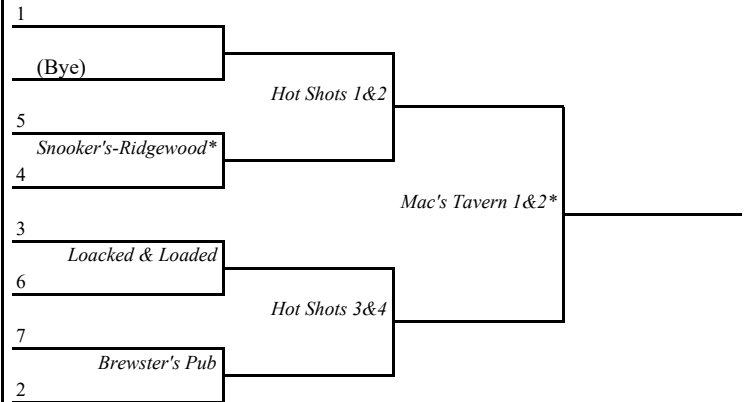 1
(Bye)
Hot Shots 1&2
5
Snooker's-Ridgewood*
4
Mac's Tavern 1&2*
3
Loacked & Loaded
6
Hot Shots 3&4
7
Brewster's Pub
2